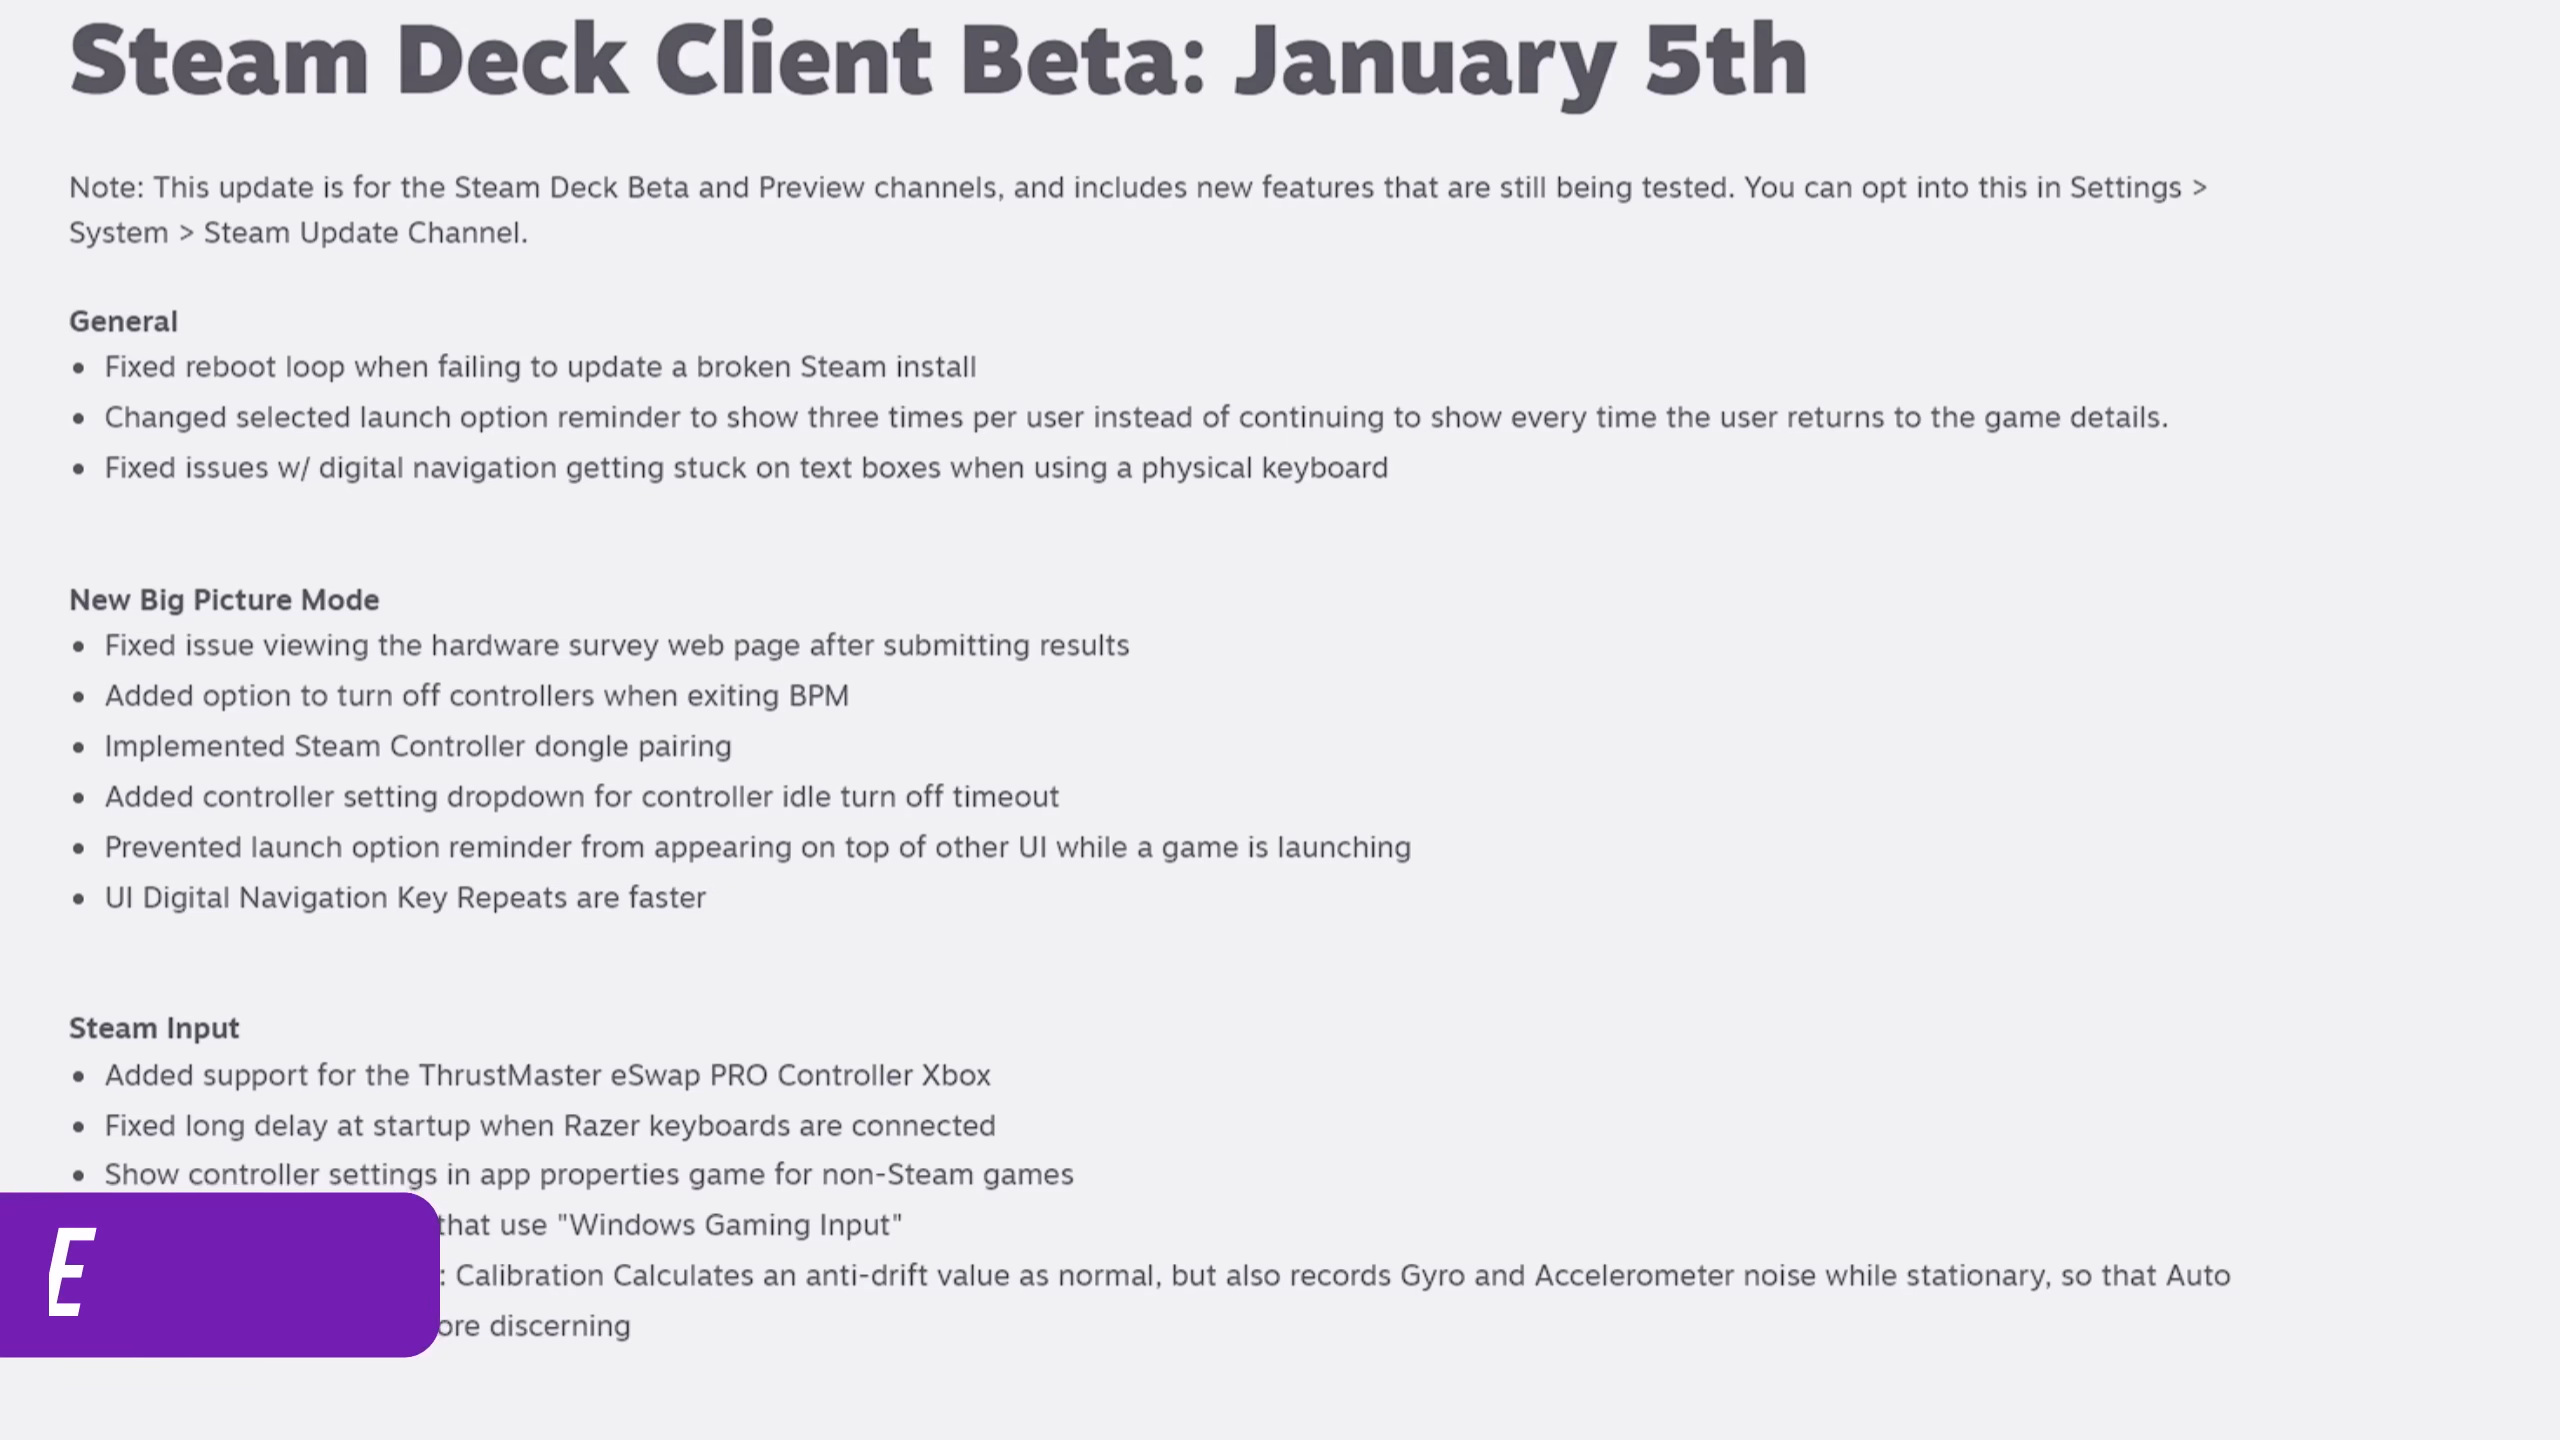 Steam Deck Client Beta: January 5th
Note: This update is for the Steam Deck Beta and Preview channels, and includes new features that are still being tested. You can opt into this in Settings >
System > Steam Update Channel.
General
• Fixed reboot loop when failing to update a broken Steam install
• Changed selected launch option reminder to show three times per user instead of continuing to show every time the user returns to the game details.
• Fixed issues w/ digital navigation getting stuck on text boxes when using a physical keyboard
New Big Picture Mode
• Fixed issue viewing the hardware survey web page after submitting results
• Added option to turn off controllers when exiting BPM
• Implemented Steam Controller dongle pairing
• Added controller setting dropdown for controller idle turn off timeout
• Prevented launch option reminder from appearing on top of other UI while a game is launching
• UI Digital Navigation Key Repeats are faster
Steam Input
• Added support for the ThrustMaster eSwap PRO Controller Xbox
• Fixed long delay at startup when Razer keyboards are connected
• Show controller settings in app properties game for non-Steam games
that use "Windows Gaming Input"
E
: Calibration Calculates an anti-drift value as normal, but also records Gyro and Accelerometer noise while stationary, so that Auto
discerning